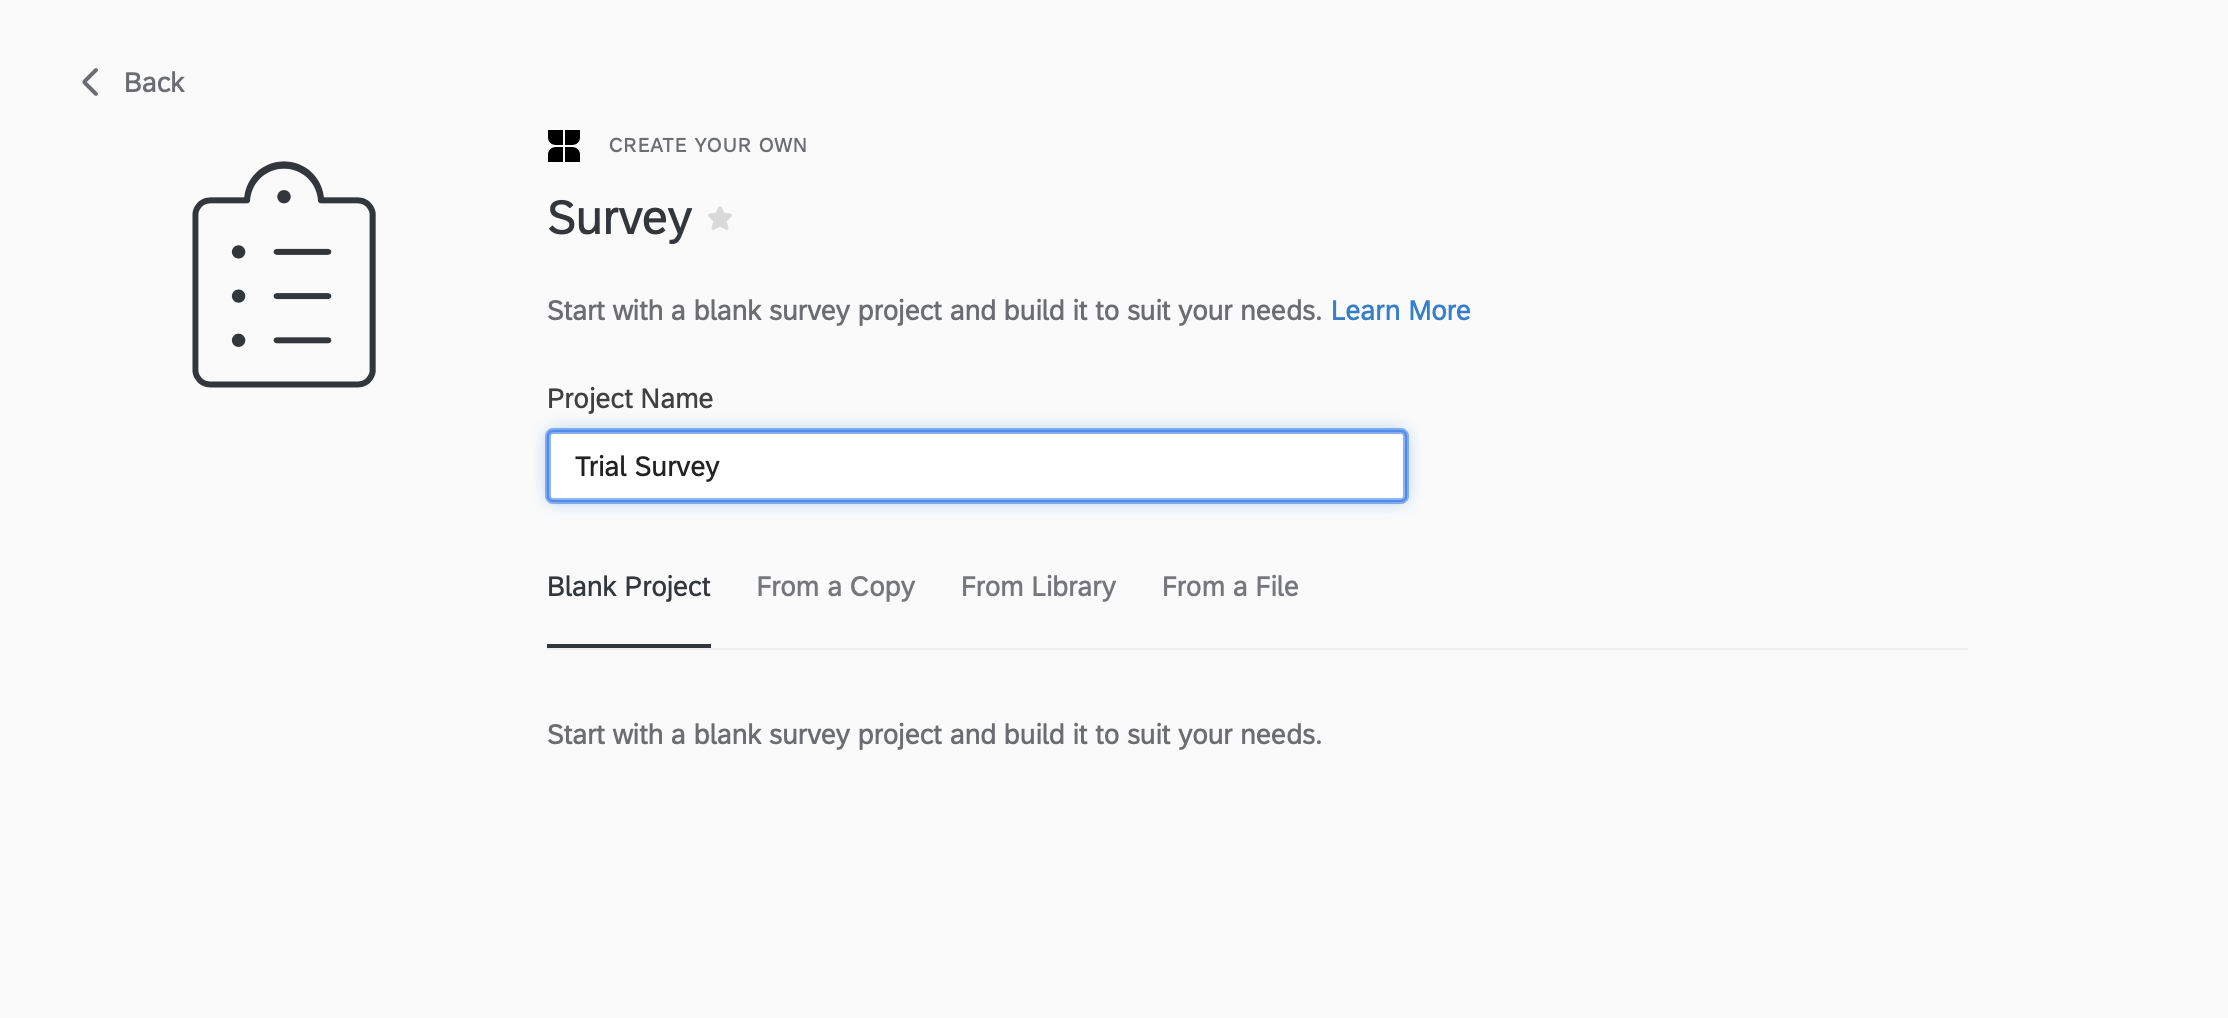 Back
CREATE YOUR OWN
Survey
Start with a blank survey project and build it to suit your needs. Learn More
Project Name
Trial Survey
Blank Project From a Copy From Library From a File
Start with a blank survey project and build it to suit your needs.